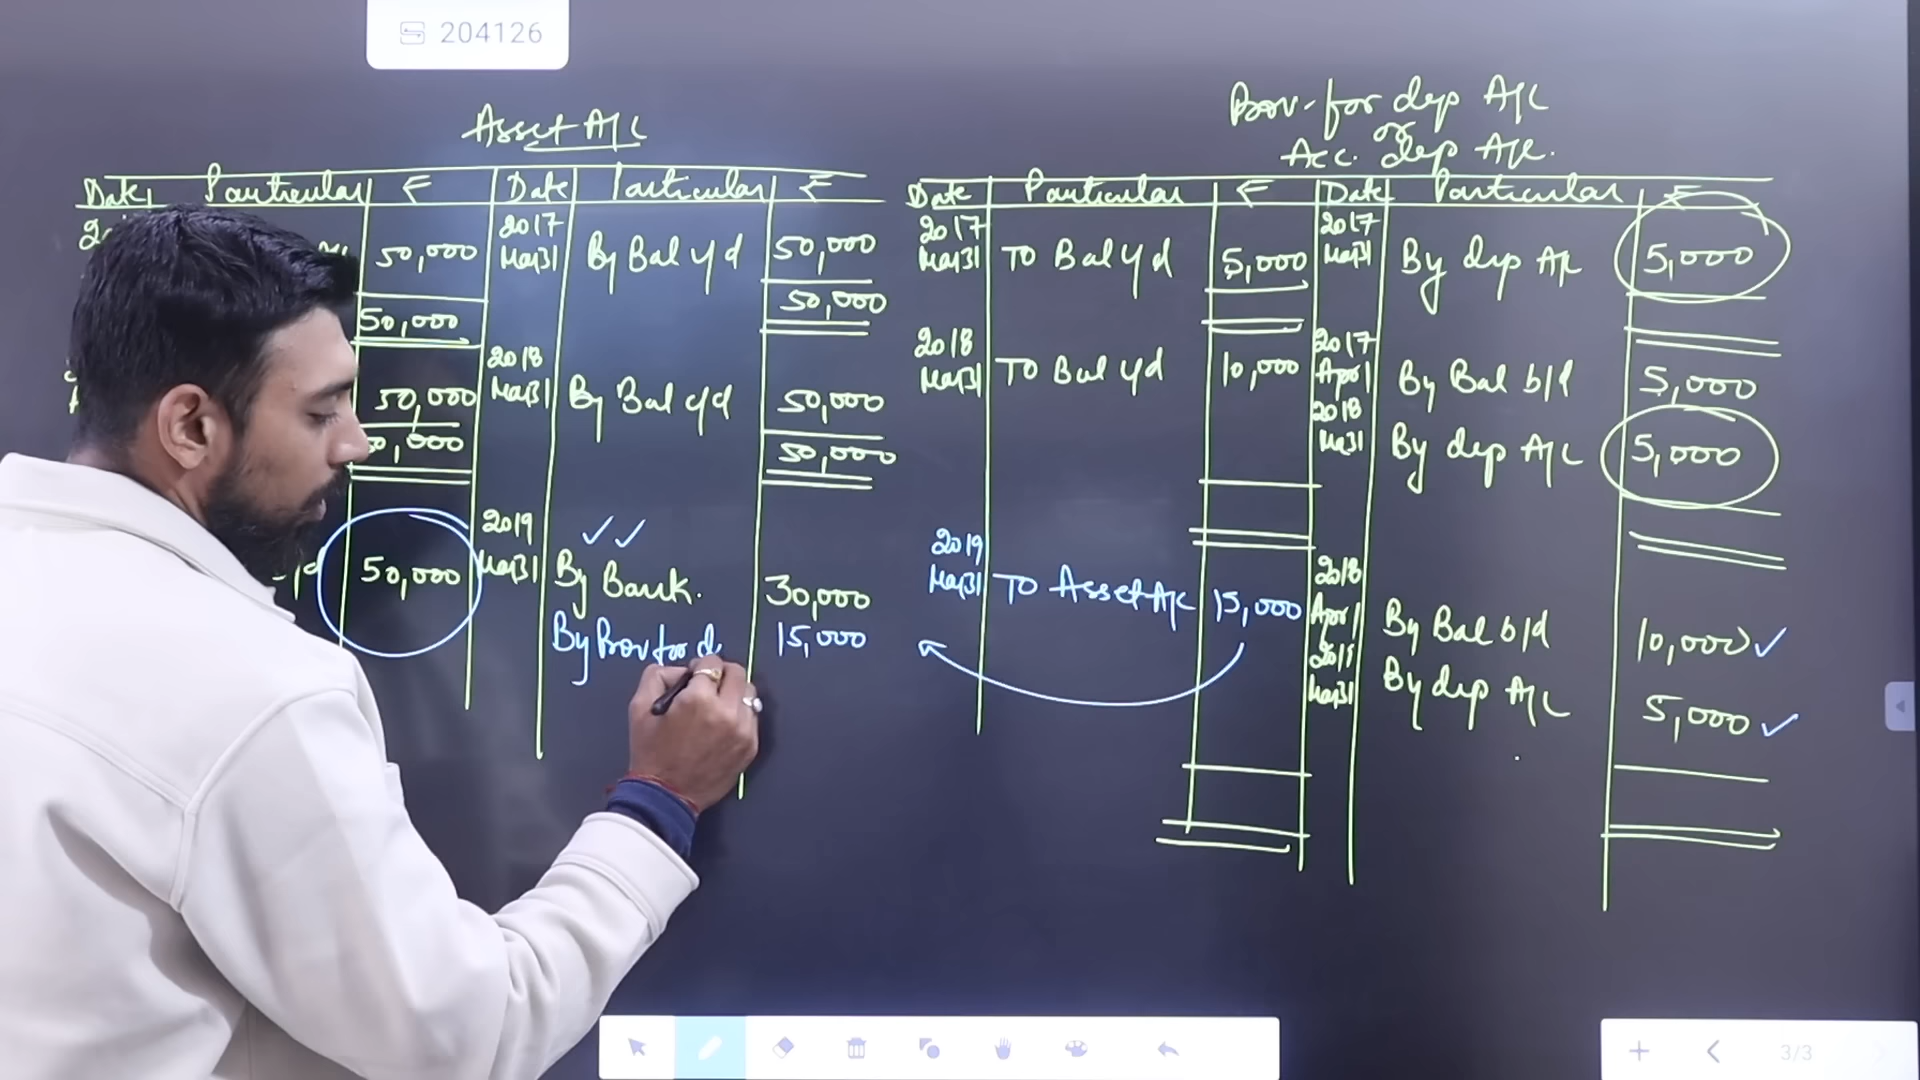 204126
Asset A/c
Date Particular ₹ Date Particular ₹
50,000 2017 Mar31 By Bal c/d 50,000
50,000 50,000
50,000 2018 Mar31 By Bal c/d 50,000
50,000 50,000
50,000 2019 Mar31 By Bank. 30,000
By Prov for d 15,000
Prov. for dep A/c
or
Acc. dep A/c.
Date Particular ₹ Date Particular ₹
2017 Mar31 To Bal c/d 5,000 2017 Mar31 By dep A/c 5,000
2018 Mar31 To Bal c/d 10,000 2017 Apr1 By Bal b/d 5,000
2018 Mar31 By dep A/c 5,000
2019 Mar31 To Asset A/c 15,000 2018 Apr1 By Bal b/d 10,000
2019 Mar31 By dep A/c 5,000
3/3